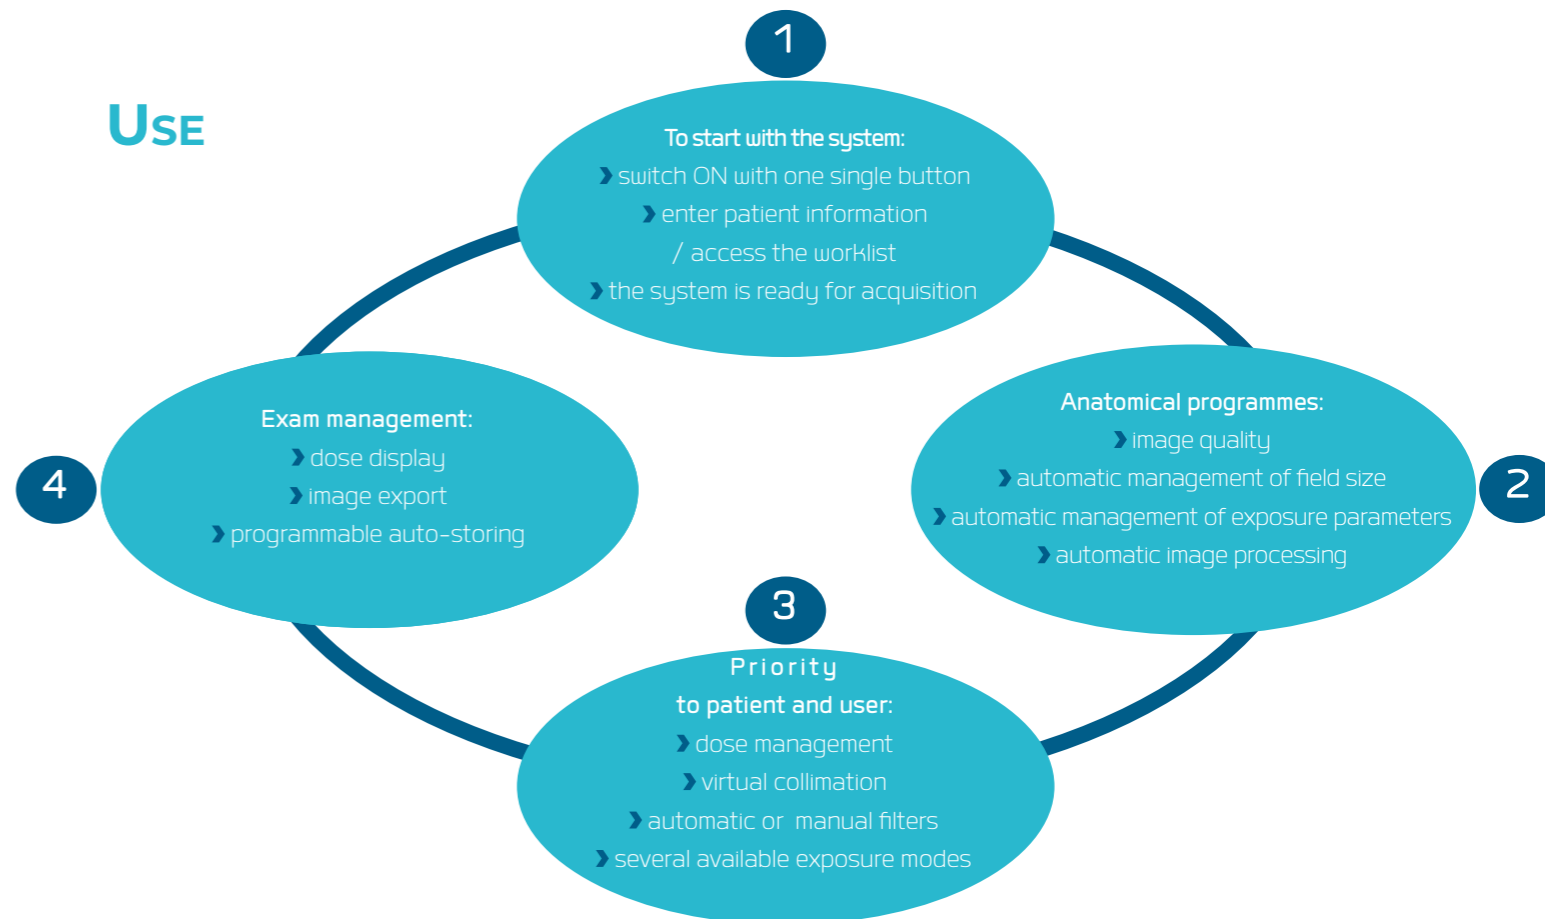 USE
1
To start with the system:
❯ switch ON with one single button
❯ enter patient information
/ access the worklist
❯ the system is ready for acquisition
2
Anatomical programmes:
❯ image quality
❯ automatic management of field size
❯ automatic management of exposure parameters
❯ automatic image processing
3
Priority
to patient and user:
❯ dose management
❯ virtual collimation
❯ automatic or manual filters
❯ several available exposure modes
4
Exam management:
❯ dose display
❯ image export
❯ programmable auto-storing